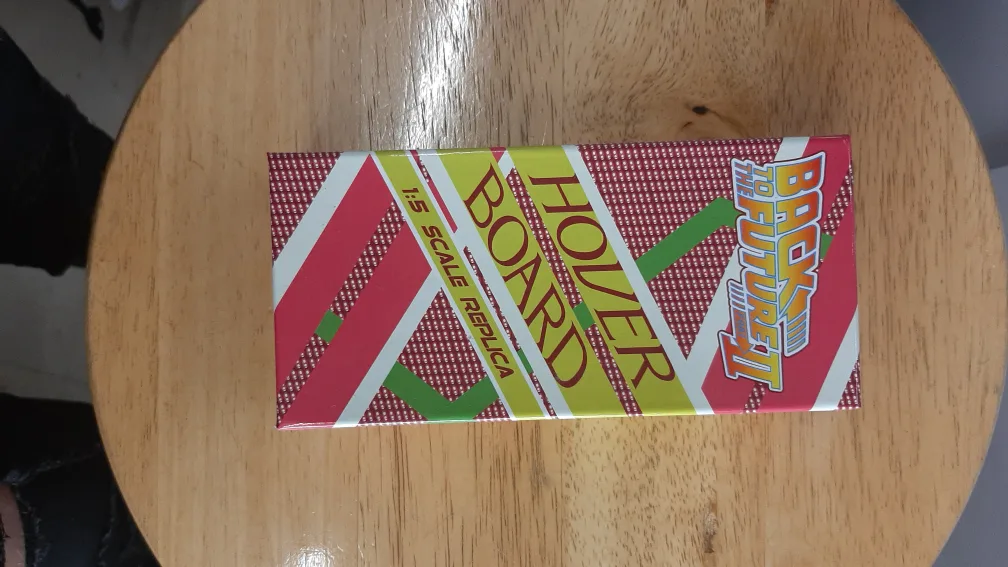 BACK
TO THE FUTURE II
HOVER
BOARD
1:5 SCALE REPLICA